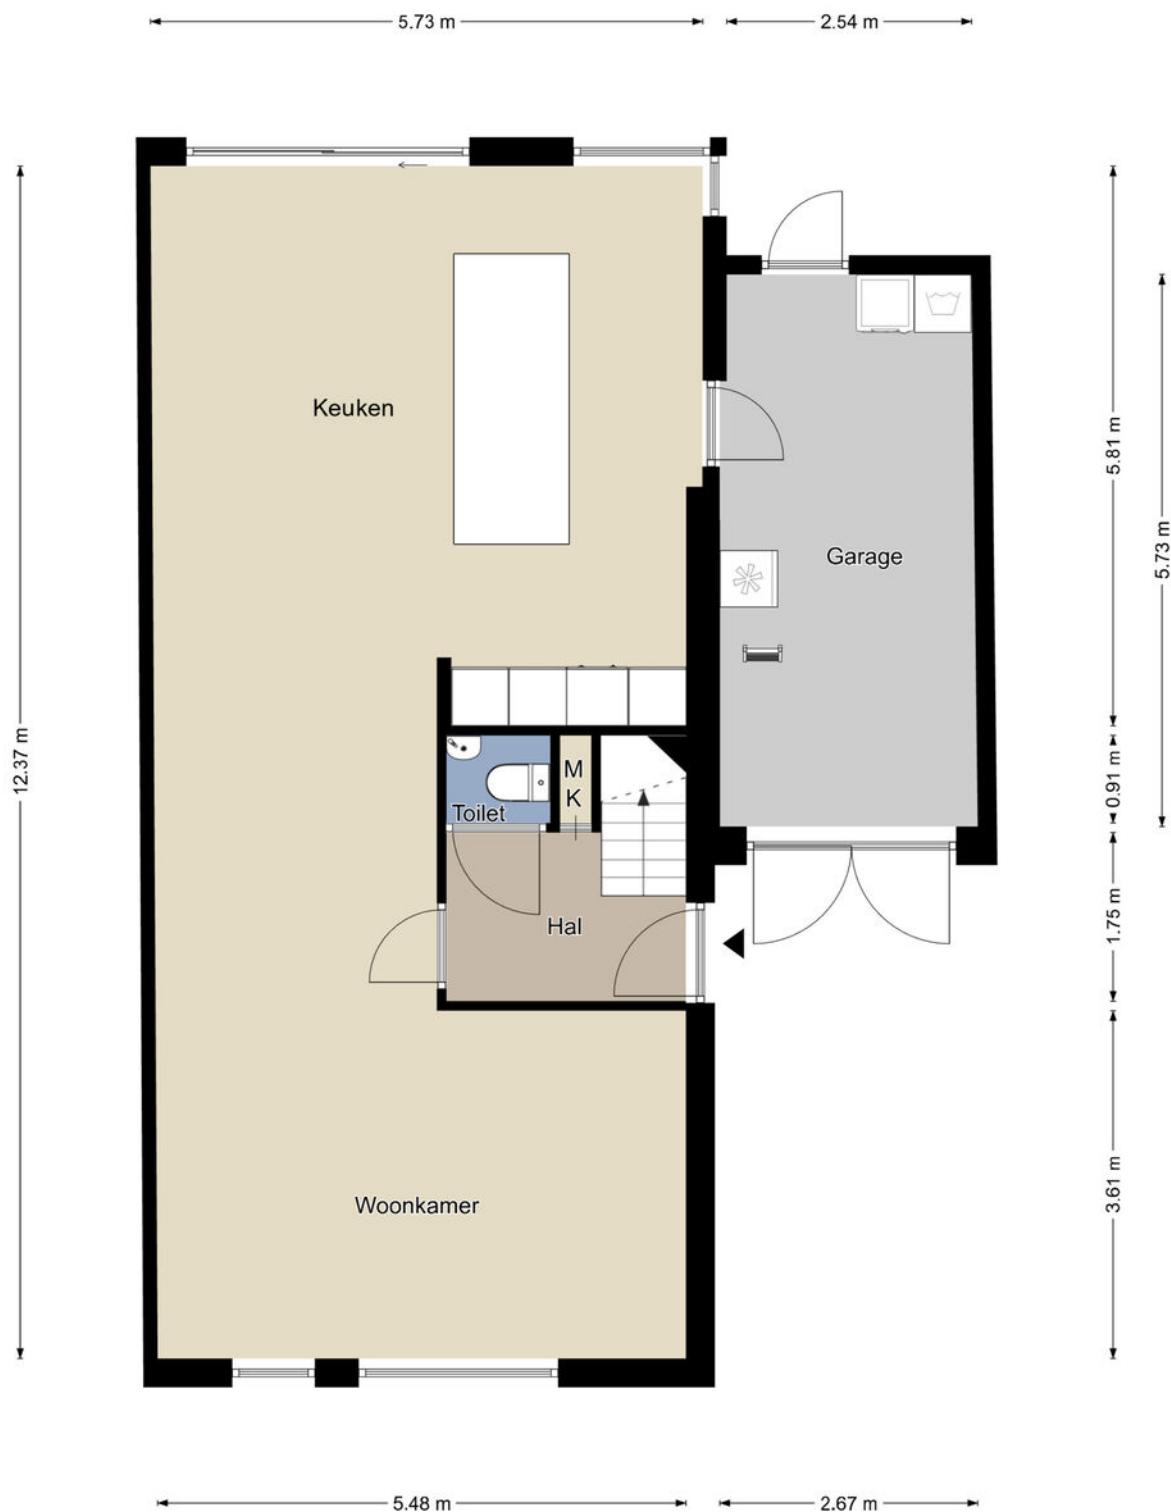 5.73 m
2.54 m
Keuken
5.81 m
5.73 m
Garage
12.37 m
0.91 m
M
K
Toilet
Hal
1.75 m
3.61 m
Woonkamer
5.48 m
2.67 m